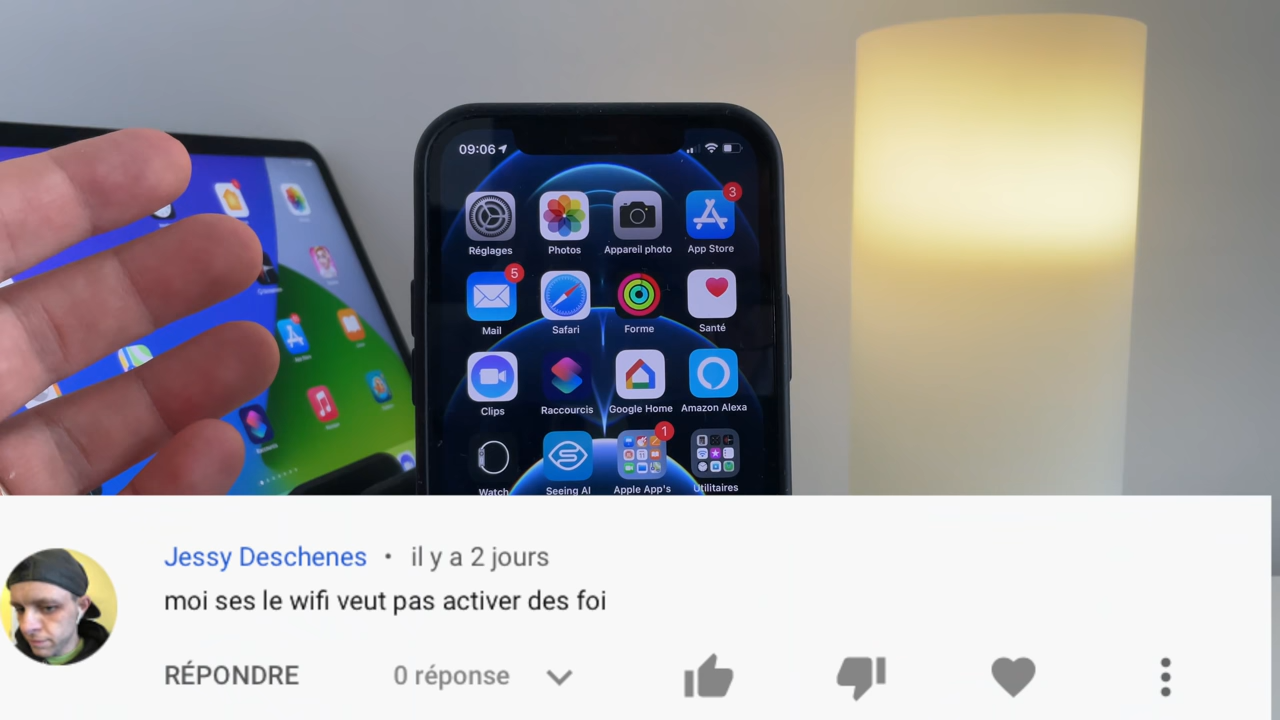 09:06
3
Réglages
Photos
Appareil photo
App Store
5
Mail
Safari
Forme
Santé
Clips
Raccourcis
Google Home
Amazon Alexa
1
Watch
Seeing AI
Apple App's
Utilitaires
Jessy Deschenes • il y a 2 jours
moi ses le wifi veut pas activer des foi
RÉPONDRE
0 réponse